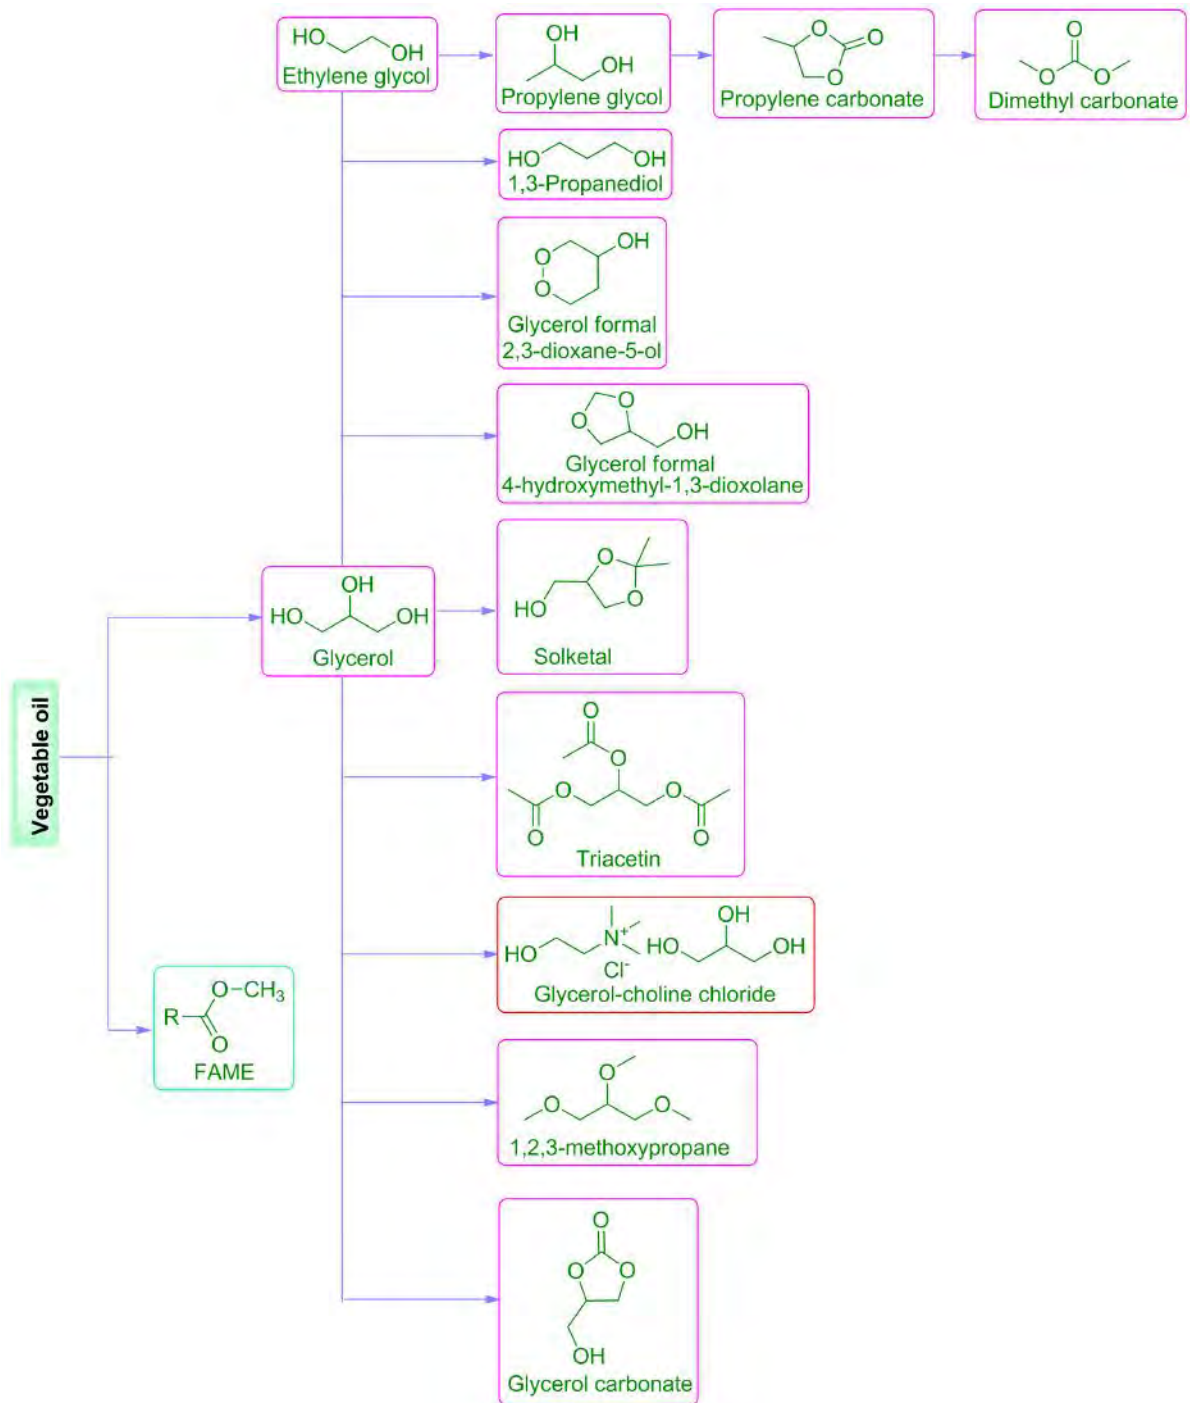 HO
OH
Ethylene glycol
OH
OH
Propylene glycol
O
O
O
Propylene carbonate
O
O
O
Dimethyl carbonate
HO
OH
1,3-Propanediol
OH
O
O
Glycerol formal
2,3-dioxane-5-ol
O
O
OH
Glycerol formal
4-hydroxymethyl-1,3-dioxolane
O
HO
O
Solketal
OH
HO
OH
Glycerol
Vegetable oil
O
O
O
O
O
O
Triacetin
OH
HO
N+
HO
OH
Cl-
Glycerol-choline chloride
O-CH3
R
O
FAME
O
O
O
1,2,3-methoxypropane
O
O
O
OH
Glycerol carbonate